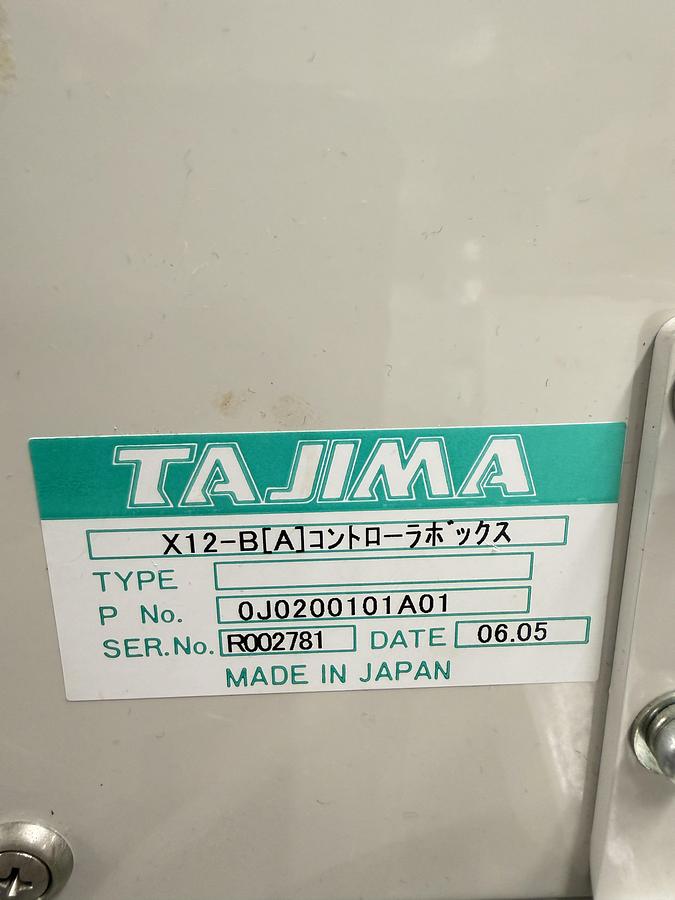 TAJIMA
X12-B[A]ｺﾝﾄﾛｰﾗﾎﾞｯｸｽ
TYPE
P No. 0J0200101A01
SER.No. R002781 DATE 06.05
MADE IN JAPAN